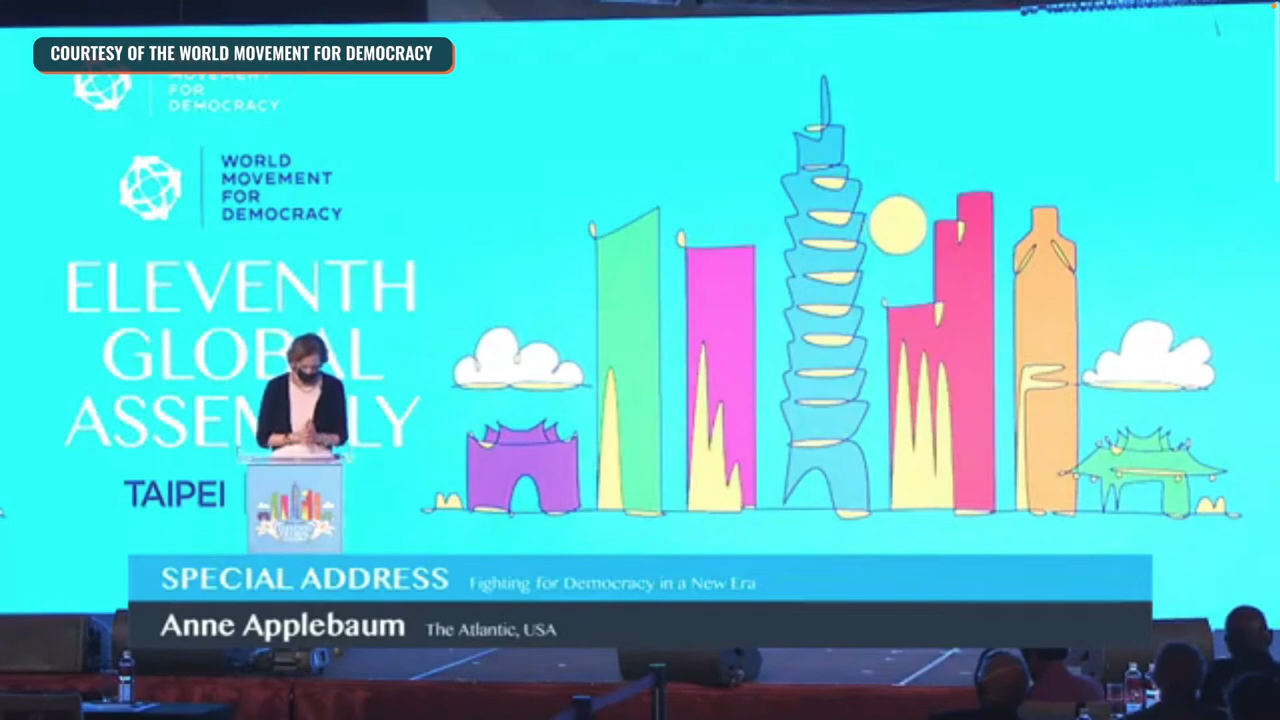 COURTESY OF THE WORLD MOVEMENT FOR DEMOCRACY
MOVEMENT
FOR
DEMOCRACY
WORLD
MOVEMENT
FOR
DEMOCRACY
ELEVENTH
GLOBAL
ASSEMBLY
TAIPEI
SPECIAL ADDRESS Fighting for Democracy in a New Era
Anne Applebaum The Atlantic, USA